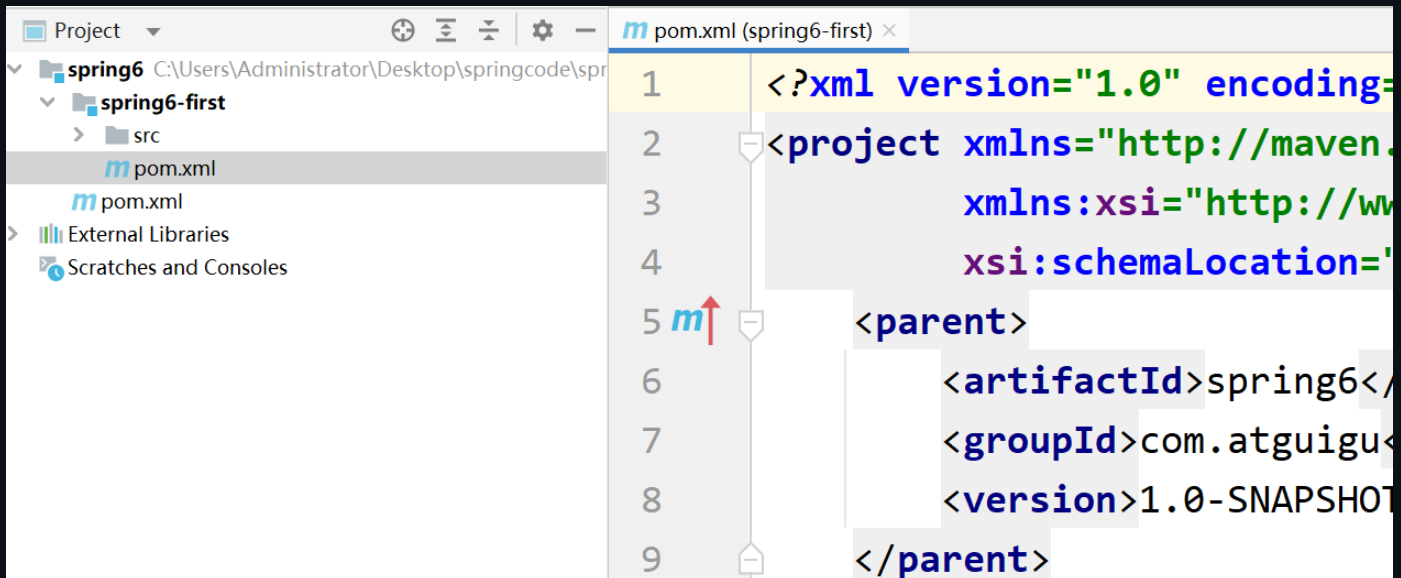 Project
pom.xml (spring6-first)
spring6 C:\Users\Administrator\Desktop\springcode\spr
spring6-first
src
pom.xml
pom.xml
External Libraries
Scratches and Consoles
1 <?xml version="1.0" encoding=
2 <project xmlns="http://maven.
3 xmlns:xsi="http://ww
4 xsi:schemaLocation="
5 m <parent>
6 <artifactId>spring6</
7 <groupId>com.atguigu<
8 <version>1.0-SNAPSHOT
9 </parent>